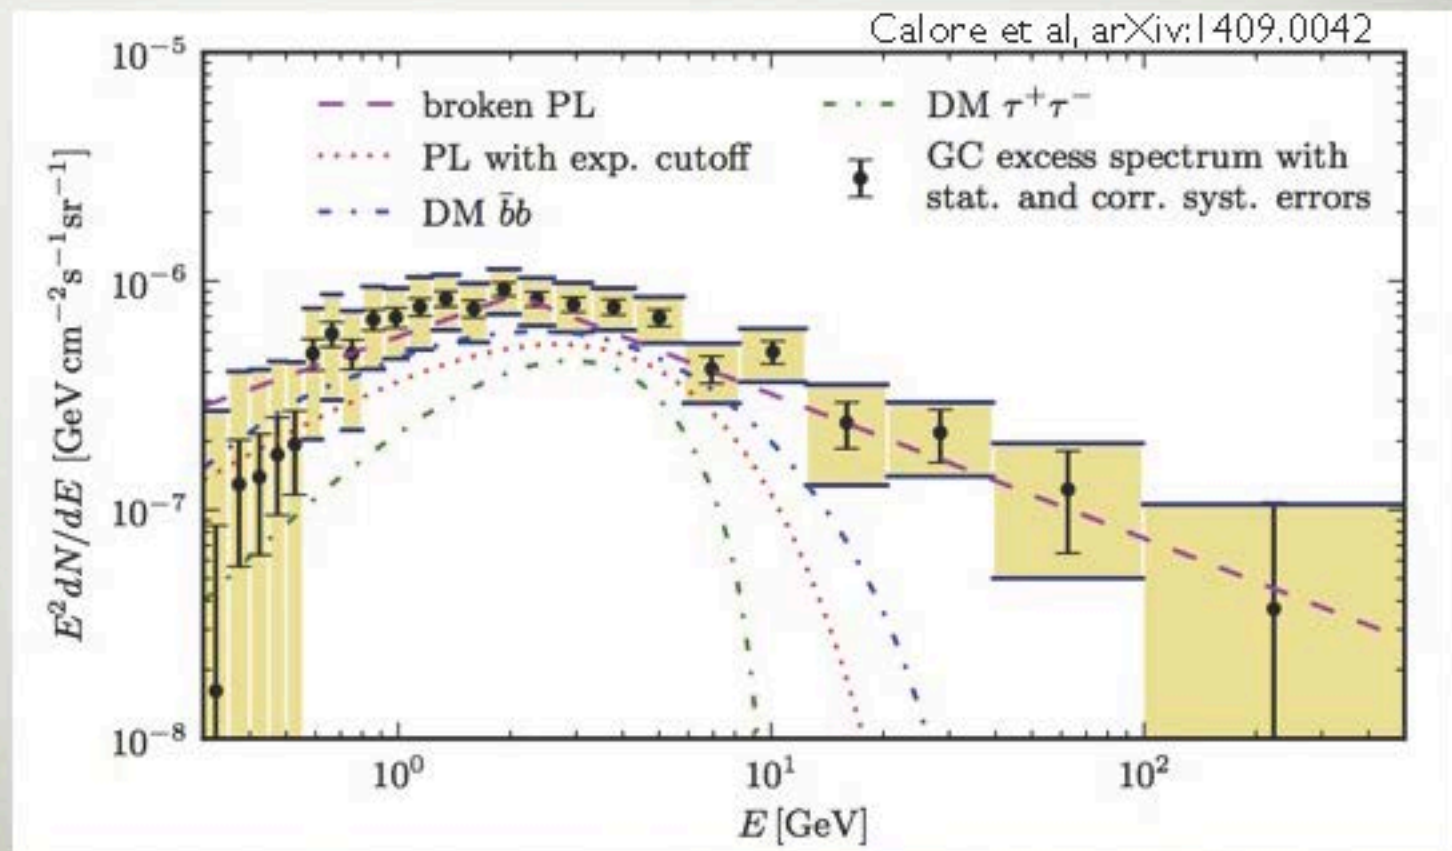 Calore et al, arXiv:1409.0042
10⁻⁵
broken PL
PL with exp. cutoff
DM b̄b
DM τ⁺τ⁻
GC excess spectrum with
stat. and corr. syst. errors
10⁻⁶
10⁻⁷
10⁻⁸
E²dN/dE [GeV cm⁻²s⁻¹sr⁻¹]
10⁰
10¹
10²
E [GeV]